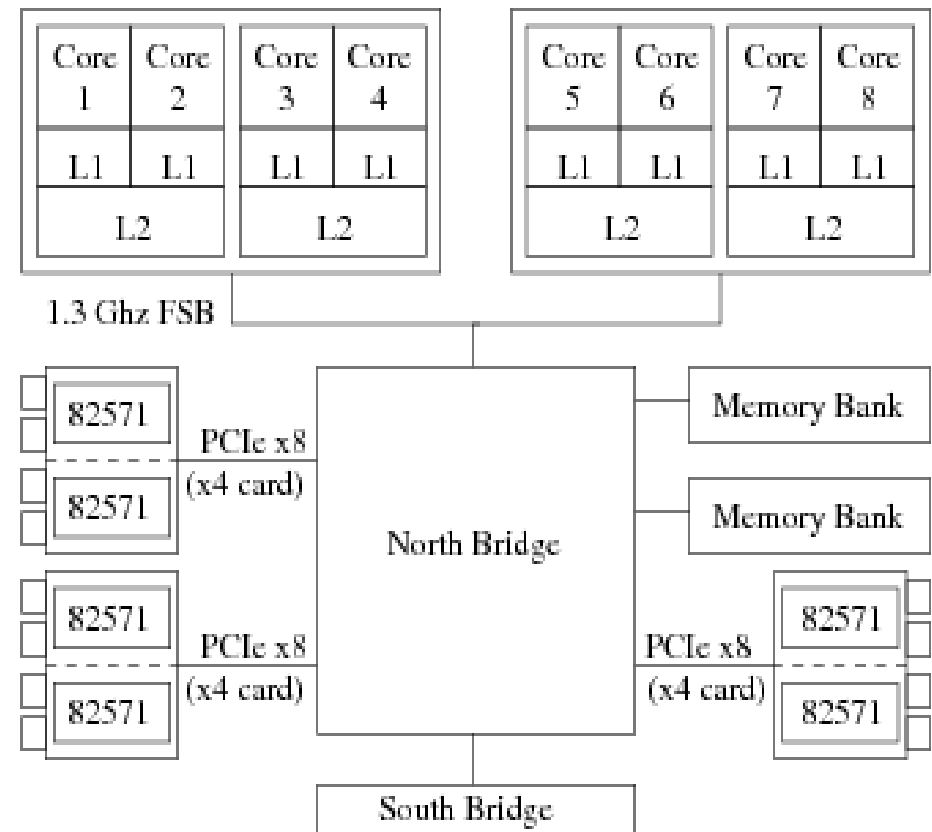 Core Core Core Core
1 2 3 4
L1 L1 L1 L1
L2 L2
Core Core Core Core
5 6 7 8
L1 L1 L1 L1
L2 L2
1.3 Ghz FSB
82571
82571
PCIe x8
(x4 card)
82571
82571
PCIe x8
(x4 card)
North Bridge
Memory Bank
Memory Bank
PCIe x8
(x4 card)
82571
82571
South Bridge